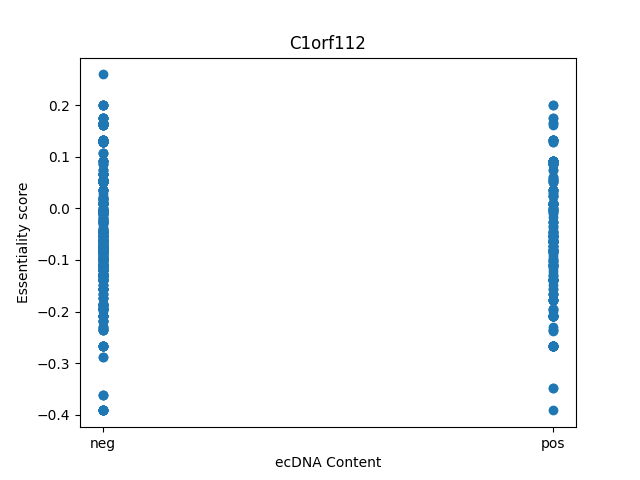 C1orf112
Essentiality score
0.2
0.1
0.0
−0.1
−0.2
−0.3
−0.4
neg
pos
ecDNA Content